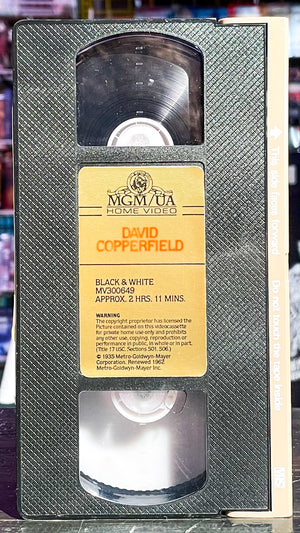 MGM/UA
HOME VIDEO
DAVID
COPPERFIELD
BLACK & WHITE
MV300649
APPROX. 2 HRS. 11 MINS.
WARNING
The copyright proprietor has licensed the
Picture contained on this videocassette
for private home use only and prohibits
any other use, copying, reproduction or
performance in public, in whole or in part.
(Title 17 USC, Sections 501, 506.)
© 1935 Metro-Goldwyn-Mayer
Corporation. Renewed 1962
Metro-Goldwyn-Mayer Inc.
VHS